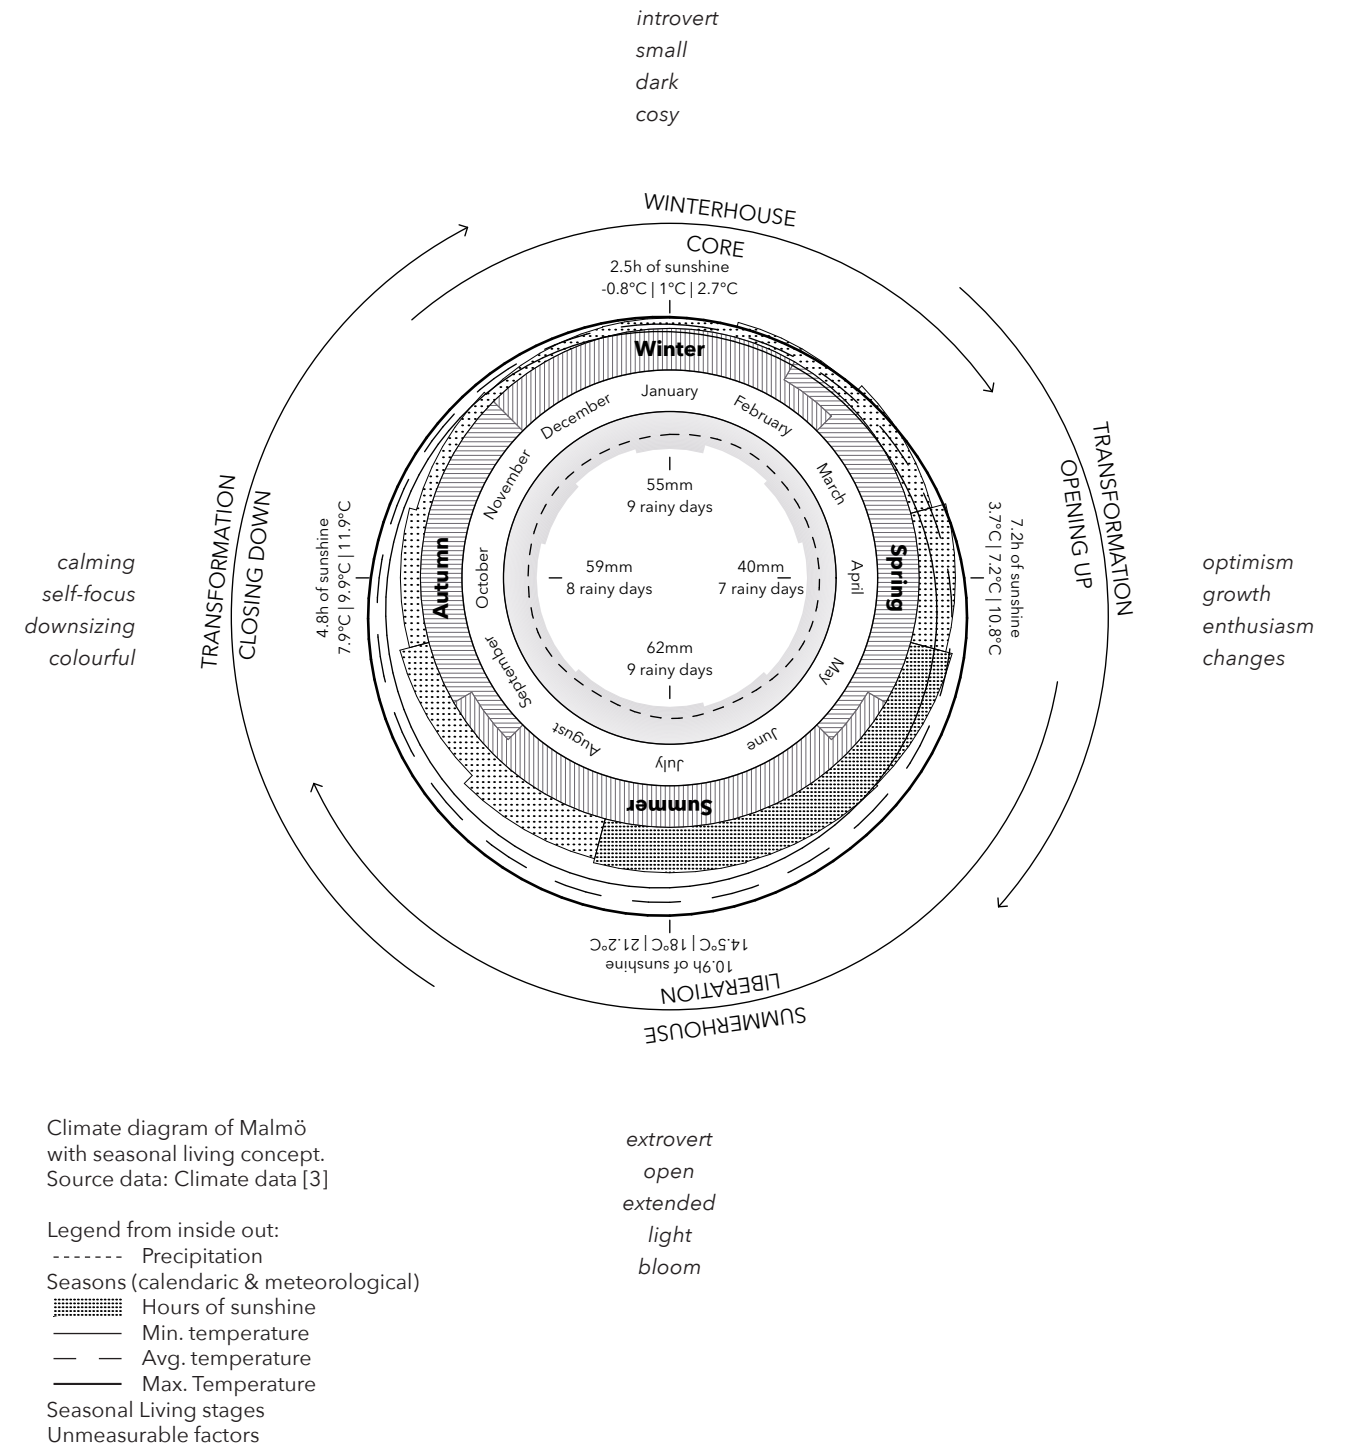 introvert
small
dark
cosy
WINTERHOUSE
CORE
2.5h of sunshine
-0.8°C | 1°C | 2.7°C
Winter
January
February
March
April
May
June
July
August
September
October
November
December
Spring
Summer
Autumn
55mm
9 rainy days
59mm
8 rainy days
40mm
7 rainy days
62mm
9 rainy days
TRANSFORMATION
OPENING UP
7.2h of sunshine
3.7°C | 7.2°C | 10.8°C
optimism
growth
enthusiasm
changes
TRANSFORMATION
CLOSING DOWN
4.8h of sunshine
7.9°C | 9.9°C | 11.9°C
calming
self-focus
downsizing
colourful
10.9h of sunshine
14.5°C | 18°C | 21.2°C
LIBERATION
SUMMERHOUSE
extrovert
open
extended
light
bloom
Climate diagram of Malmö
with seasonal living concept.
Source data: Climate data [3]
Legend from inside out:
Precipitation
Seasons (calendaric & meteorological)
Hours of sunshine
Min. temperature
Avg. temperature
Max. Temperature
Seasonal Living stages
Unmeasurable factors